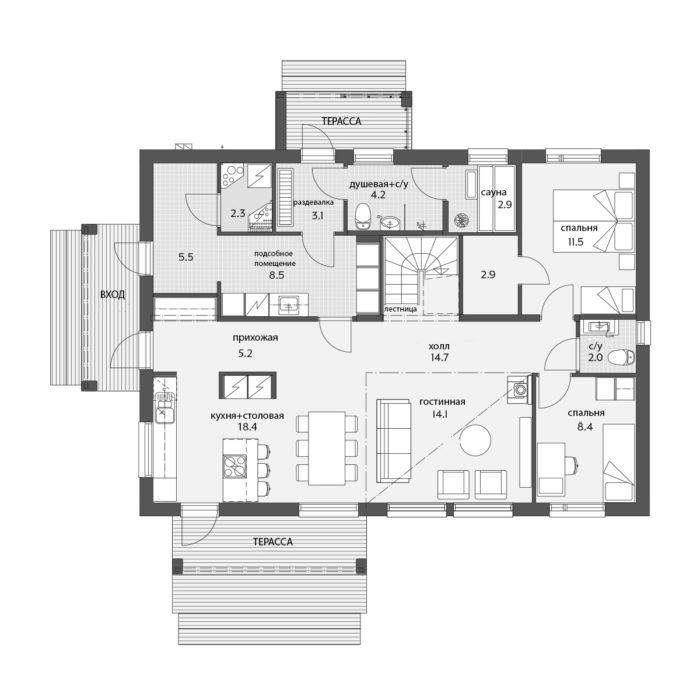 ТЕРАССА
душевая+с/у
4.2
сауна
2.9
раздевалка
3.1
2.3
спальня
11.5
5.5
подсобное
помещение
8.5
2.9
ВХОД
лестница
прихожая
5.2
холл
14.7
с/у
2.0
кухня+столовая
18.4
гостинная
14.1
спальня
8.4
ТЕРАССА